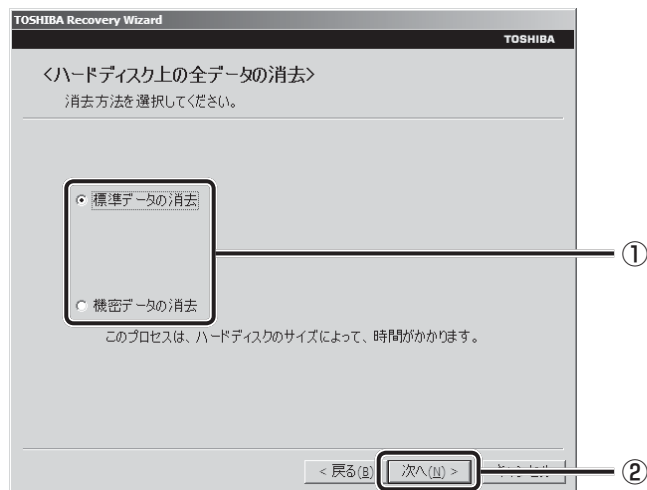 TOSHIBA Recovery Wizard
TOSHIBA
<ハードディスク上の全データの消去>
消去方法を選択してください。
標準データの消去
①
機密データの消去
このプロセスは、ハードディスクのサイズによって、時間がかかります。
< 戻る(B) 次へ(N) >
②